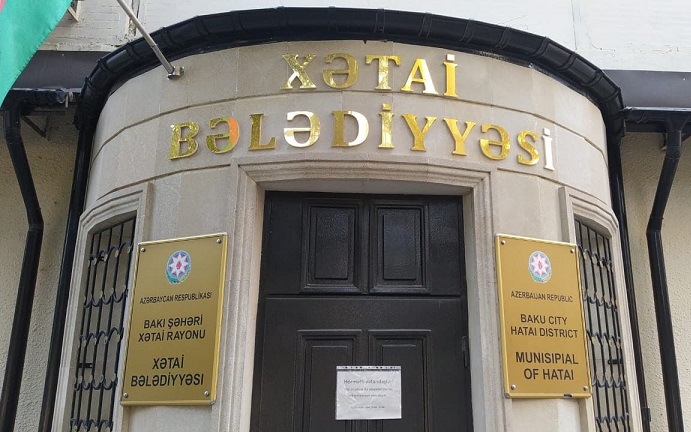 XƏTAİ
BƏLƏDİYYƏSİ
AZƏRBAYCAN RESPUBLİKASI
BAKI ŞƏHƏRİ
XƏTAİ RAYONU
XƏTAİ
BƏLƏDİYYƏSİ
AZERBAIJAN REPUBLIC
BAKU CITY
HATAI DISTRICT
MUNISIPIAL
OF HATAI